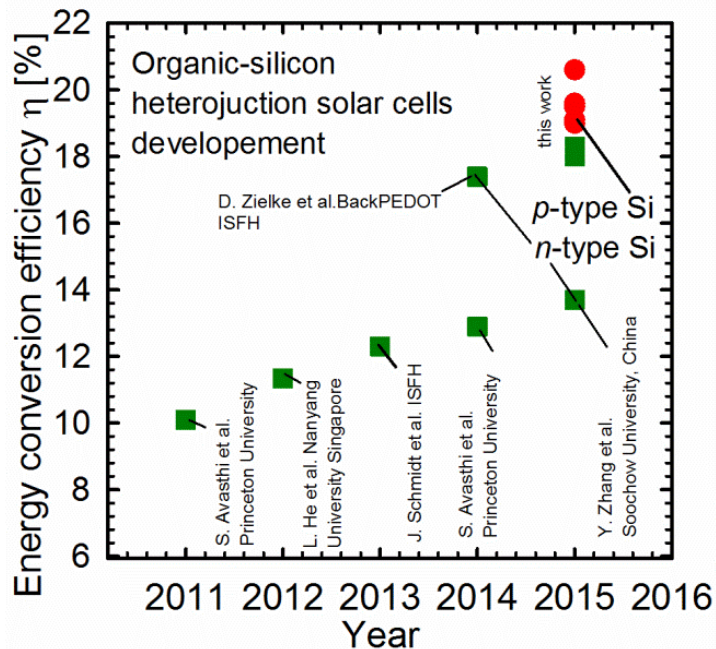 Organic-silicon
heterojuction solar cells
developement
Energy conversion efficiency η [%]
22
20
18
16
14
12
10
8
6
this work
D. Zielke et al.BackPEDOT
ISFH
p-type Si
n-type Si
S. Avasthi et al.
Princeton University
L. He et al. Nanyang
University Singapore
J. Schmidt et al. ISFH
S. Avasthi et al.
Princeton University
Y. Zhang et al.
Soochow University, China
2011 2012 2013 2014 2015 2016
Year